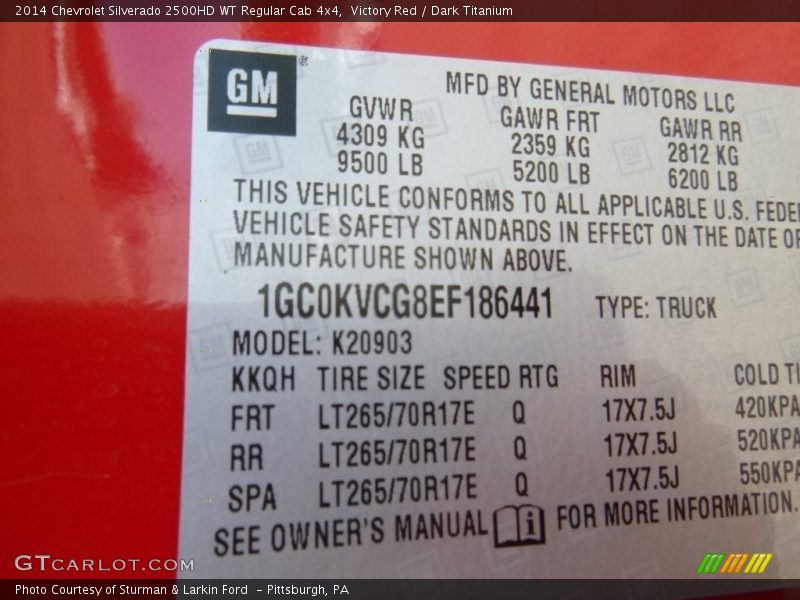 2014 Chevrolet Silverado 2500HD WT Regular Cab 4x4, Victory Red / Dark Titanium
GM ®
MFD BY GENERAL MOTORS LLC
GVWR GAWR FRT GAWR RR
4309 KG 2359 KG 2812 KG
9500 LB 5200 LB 6200 LB
THIS VEHICLE CONFORMS TO ALL APPLICABLE U.S. FEDER
VEHICLE SAFETY STANDARDS IN EFFECT ON THE DATE OF
MANUFACTURE SHOWN ABOVE.
1GC0KVCG8EF186441 TYPE: TRUCK
MODEL: K20903
KKQH TIRE SIZE SPEED RTG RIM COLD TI
FRT LT265/70R17E Q 17X7.5J 420KPA
RR LT265/70R17E Q 17X7.5J 520KPA
SPA LT265/70R17E Q 17X7.5J 550KPA
SEE OWNER'S MANUAL i FOR MORE INFORMATION.
GTcarlot.com
Photo Courtesy of Sturman & Larkin Ford - Pittsburgh, PA